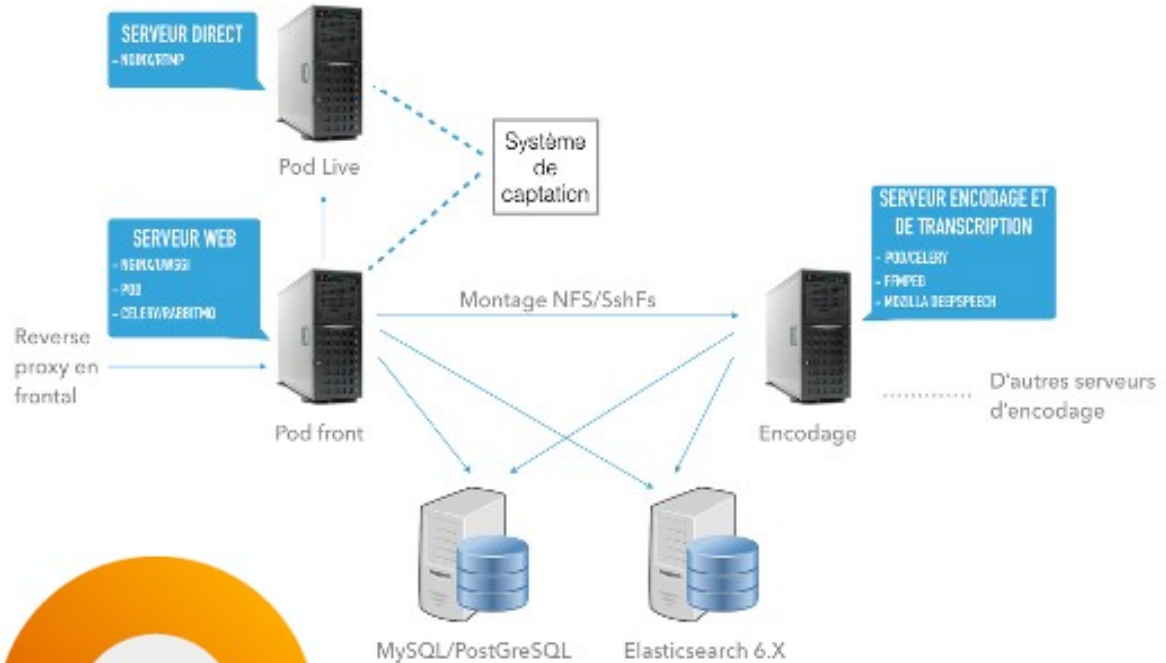 SERVEUR DIRECT
- NGINX/RTMP
Pod Live
Système
de
captation
SERVEUR WEB
- NGINX/UWSGI
- POD
- CELERY/RABBITMQ
Reverse
proxy en
frontal
Pod front
Montage NFS/SshFs
SERVEUR ENCODAGE ET
DE TRANSCRIPTION
- POD/CELERY
- FFMPEG
- MOZILLA DEEPSPEECH
Encodage
D'autres serveurs
d'encodage
MySQL/PostGreSQL
Elasticsearch 6.X